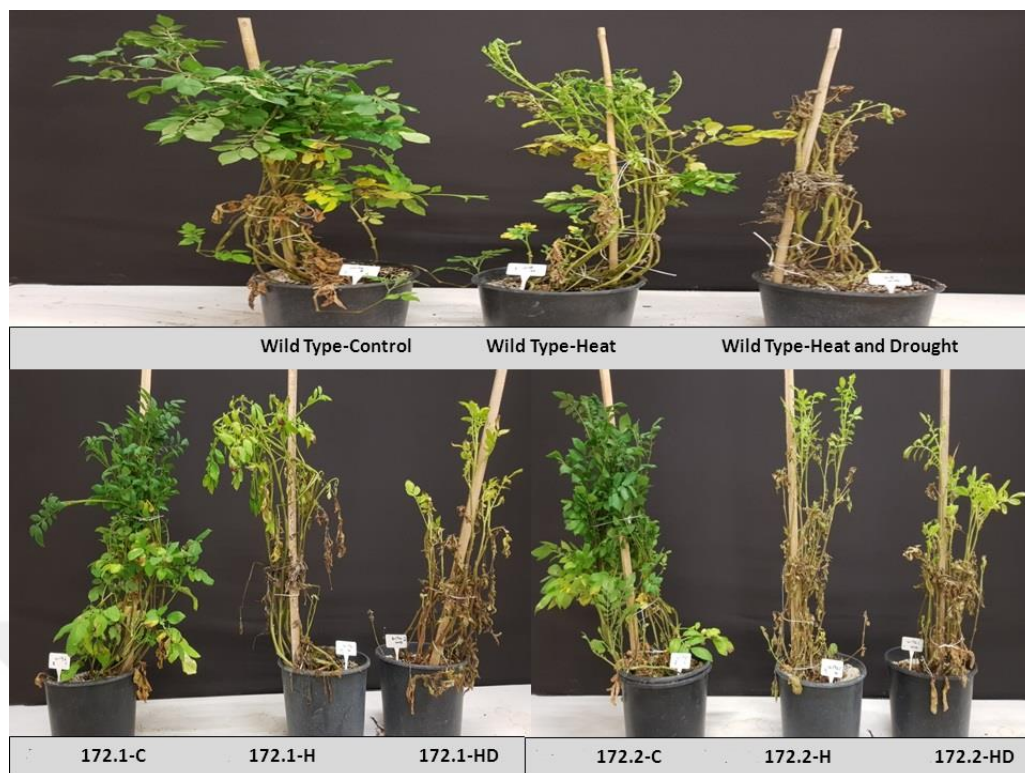 Wild Type-Control Wild Type-Heat Wild Type-Heat and Drought
172.1-C 172.1-H 172.1-HD 172.2-C 172.2-H 172.2-HD